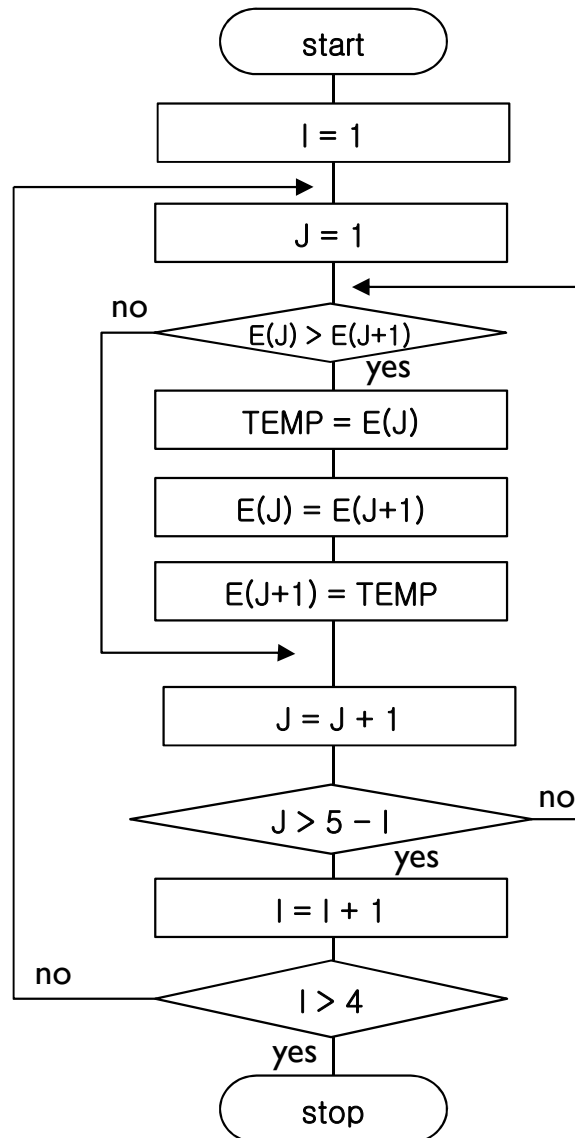 start
I = 1
J = 1
no
E(J) > E(J+1)
yes
TEMP = E(J)
E(J) = E(J+1)
E(J+1) = TEMP
J = J + 1
J > 5 - I
no
yes
I = I + 1
no
I > 4
yes
stop